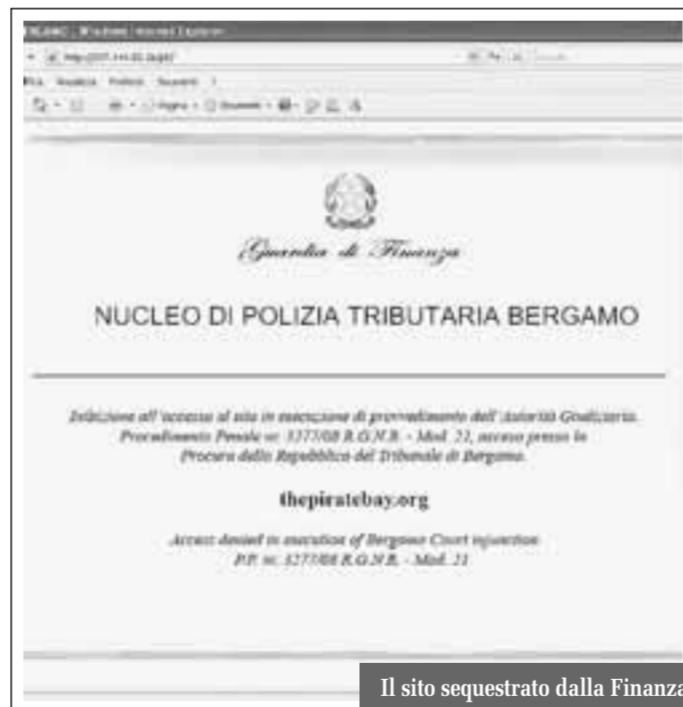 Guardia di Finanza
NUCLEO DI POLIZIA TRIBUTARIA BERGAMO
Inibizione all'accesso al sito in esecuzione di provvedimento dell'Autorità Giudiziaria.
Procedimento Penale nr. 3277/08 R.G.N.R. - Mod. 21, acceso presso la
Procura della Repubblica del Tribunale di Bergamo.
thepiratebay.org
Access denied in execution of Bergamo Court injunction
P.P. nr. 3277/08 R.G.N.R. - Mod. 21
Il sito sequestrato dalla Finanza